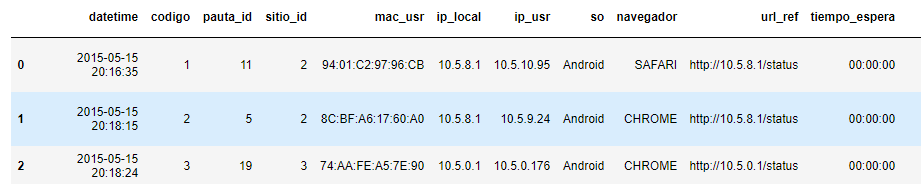 datetime codigo pauta_id sitio_id mac_usr ip_local ip_usr so navegador url_ref tiempo_espera
0 2015-05-15 20:16:35 1 11 2 94:01:C2:97:96:CB 10.5.8.1 10.5.10.95 Android SAFARI http://10.5.8.1/status 00:00:00
1 2015-05-15 20:18:15 2 5 2 8C:BF:A6:17:60:A0 10.5.8.1 10.5.9.24 Android CHROME http://10.5.8.1/status 00:00:00
2 2015-05-15 20:18:24 3 19 3 74:AA:FE:A5:7E:90 10.5.0.1 10.5.0.176 Android CHROME http://10.5.0.1/status 00:00:00